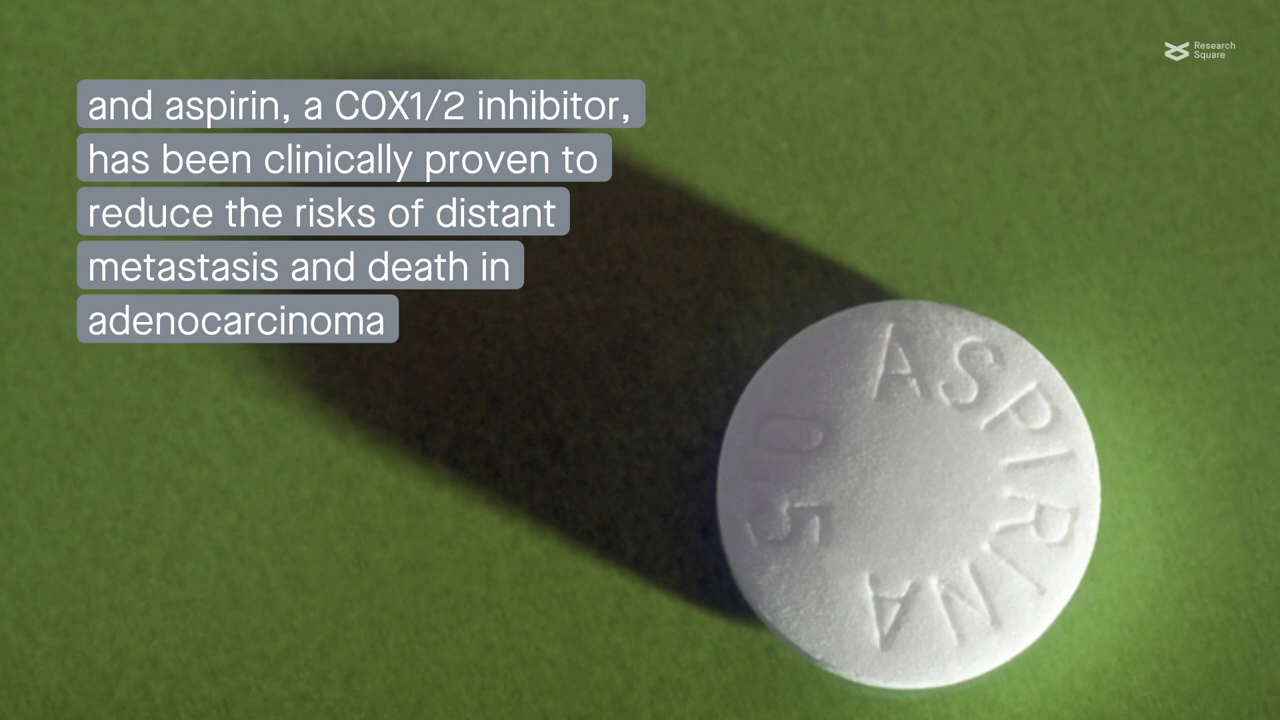 Research
Square
and aspirin, a COX1/2 inhibitor,
has been clinically proven to
reduce the risks of distant
metastasis and death in
adenocarcinoma
ASPIRINA
0,5